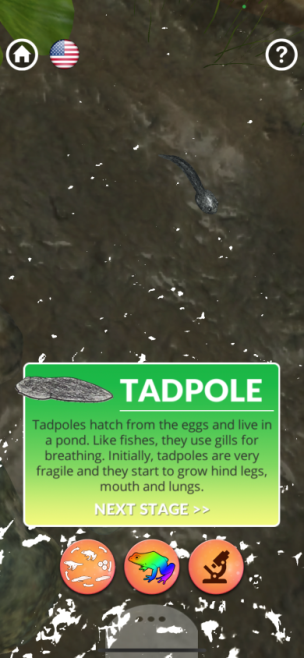 ?
TADPOLE
Tadpoles hatch from the eggs and live in
a pond. Like fishes, they use gills for
breathing. Initially, tadpoles are very
fragile and they start to grow hind legs,
mouth and lungs.
NEXT STAGE >>